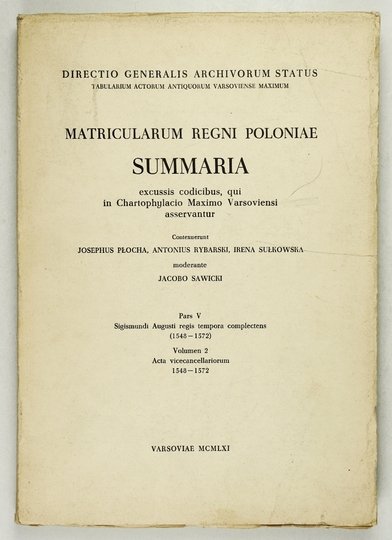 DIRECTIO GENERALIS ARCHIVORUM STATUS
TABULARIUM ACTORUM ANTIQUORUM VARSOVIENSE MAXIMUM
MATRICULARUM REGNI POLONIAE
SUMMARIA
excussis codicibus, qui
in Chartophylacio Maximo Varsoviensi
asservantur
Contexuerunt
JOSEPHUS PŁOCHA, ANTONIUS RYBARSKI, IRENA SUŁKOWSKA
moderante
JACOBO SAWICKI
Pars V
Sigismundi Augusti regis tempora complectens
(1548—1572)
Volumen 2
Acta vicecancellariorum
1548—1572
VARSOVIAE MCMLXI